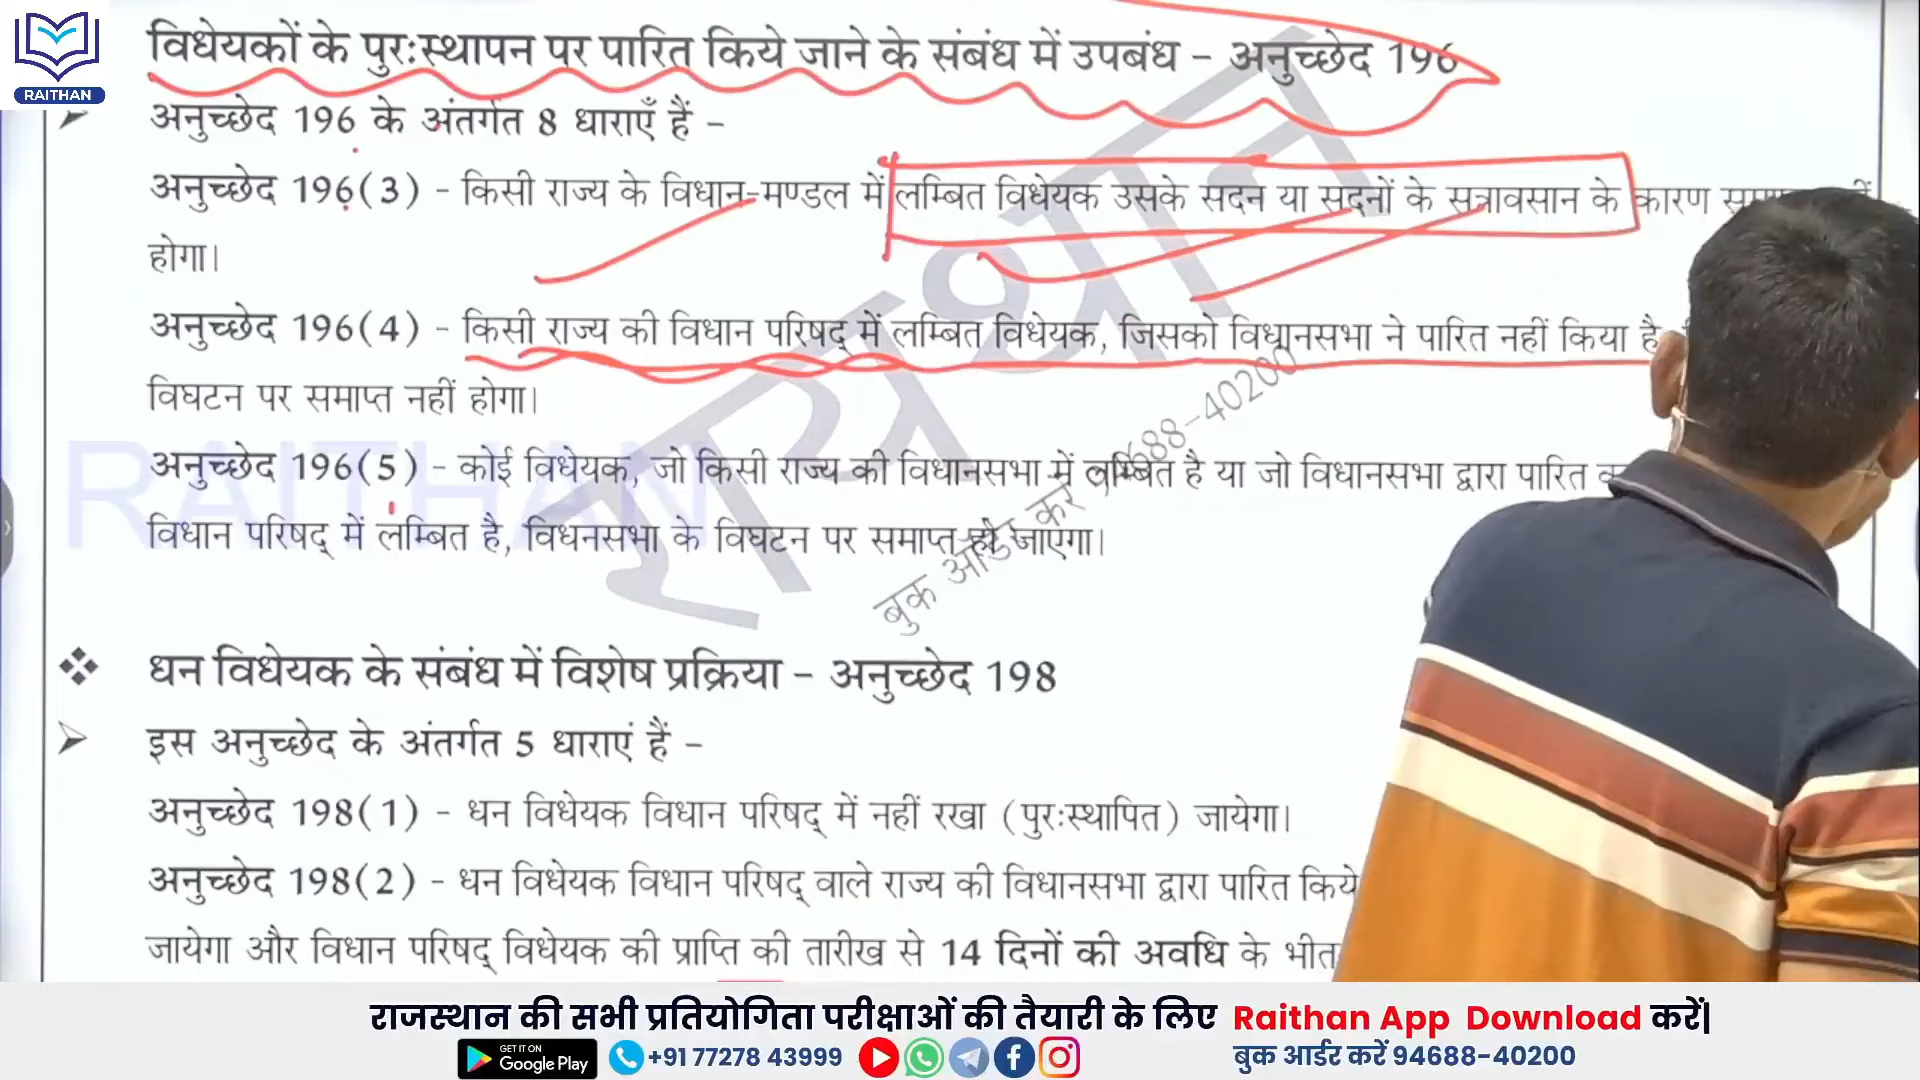 RAITHAN
विधेयकों के पुरःस्थापन पर पारित किये जाने के संबंध में उपबंध – अनुच्छेद 196
अनुच्छेद 196 के अंतर्गत 8 धाराएँ हैं –
अनुच्छेद 196(3) – किसी राज्य के विधान-मण्डल में लम्बित विधेयक उसके सदन या सदनों के सत्रावसान के कारण
होगा।
अनुच्छेद 196(4) – किसी राज्य की विधान परिषद् में लम्बित विधेयक, जिसको विधानसभा ने पारित नहीं किया है
विघटन पर समाप्त नहीं होगा।
अनुच्छेद 196(5) – कोई विधेयक, जो किसी राज्य की विधानसभा में लम्बित है या जो विधानसभा द्वारा पारित
विधान परिषद् में लम्बित है, विधनसभा के विघटन पर समाप्त हो जाएगा।
RAITHAN
रायथान
बुक ऑर्डर करें
धन विधेयक के संबंध में विशेष प्रक्रिया – अनुच्छेद 198
इस अनुच्छेद के अंतर्गत 5 धाराएं हैं –
अनुच्छेद 198(1) – धन विधेयक विधान परिषद् में नहीं रखा (पुरःस्थापित) जायेगा।
अनुच्छेद 198(2) – धन विधेयक विधान परिषद् वाले राज्य की विधानसभा द्वारा पारित किये
जायेगा और विधान परिषद् विधेयक की प्राप्ति की तारीख से 14 दिनों की अवधि के
राजस्थान की सभी प्रतियोगिता परीक्षाओं की तैयारी के लिए Raithan App Download करें|
GET IT ON
Google Play
+91 77278 43999
बुक आर्डर करें 94688-40200